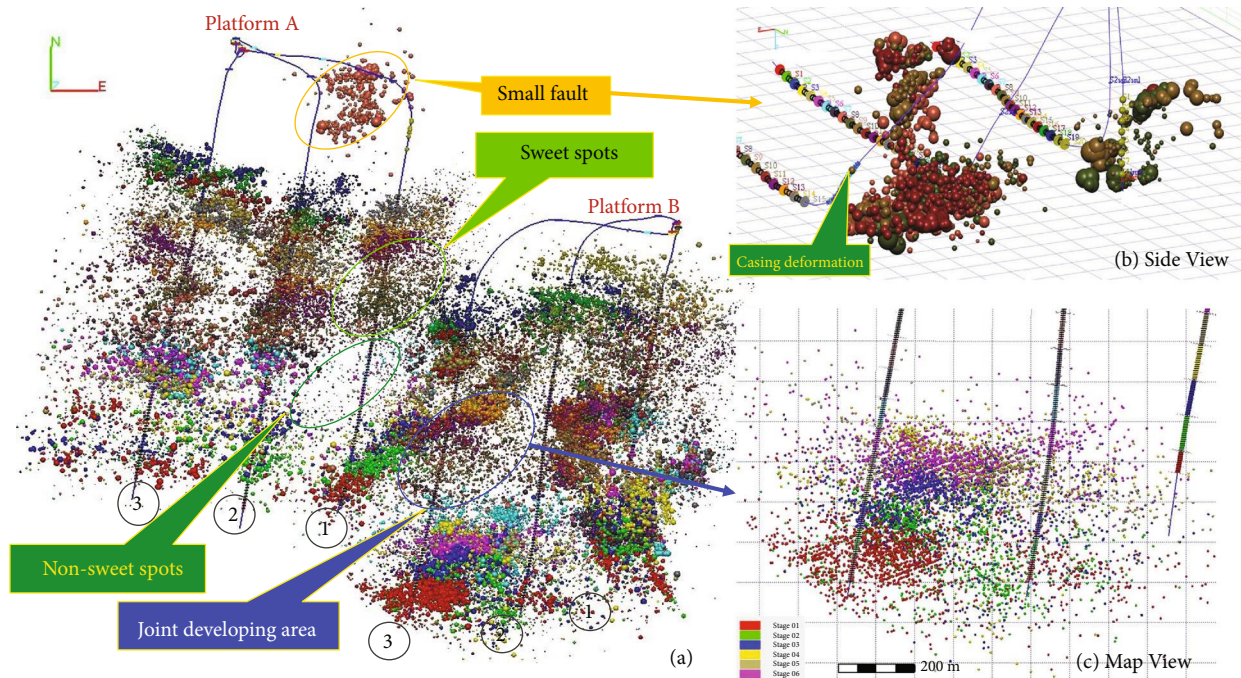 Platform A
N
E
Small fault
Sweet spots
Platform B
3
2
1
Non-sweet spots
Joint developing area
3
2
1
(a)
Casing deformation
(b) Side View
Stage 01
Stage 02
Stage 03
Stage 04
Stage 05
Stage 06
200 m
(c) Map View